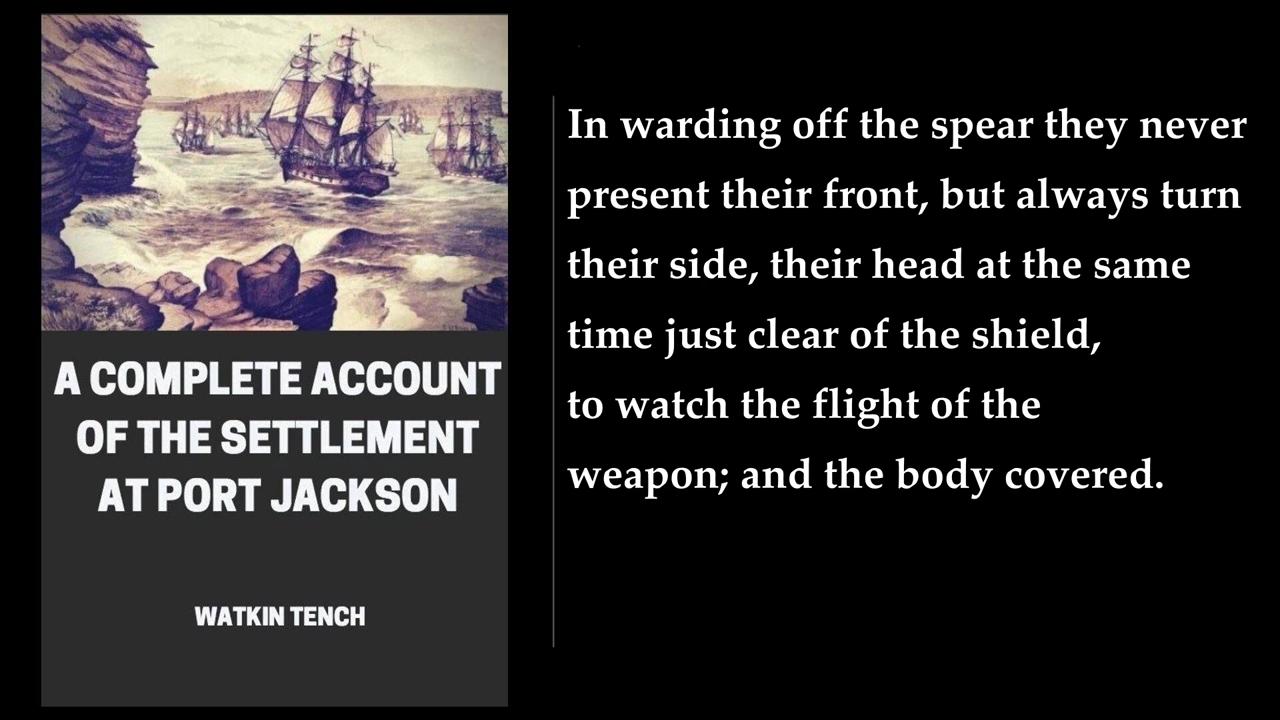 A COMPLETE ACCOUNT
OF THE SETTLEMENT
AT PORT JACKSON
WATKIN TENCH
In warding off the spear they never
present their front, but always turn
their side, their head at the same
time just clear of the shield,
to watch the flight of the
weapon; and the body covered.